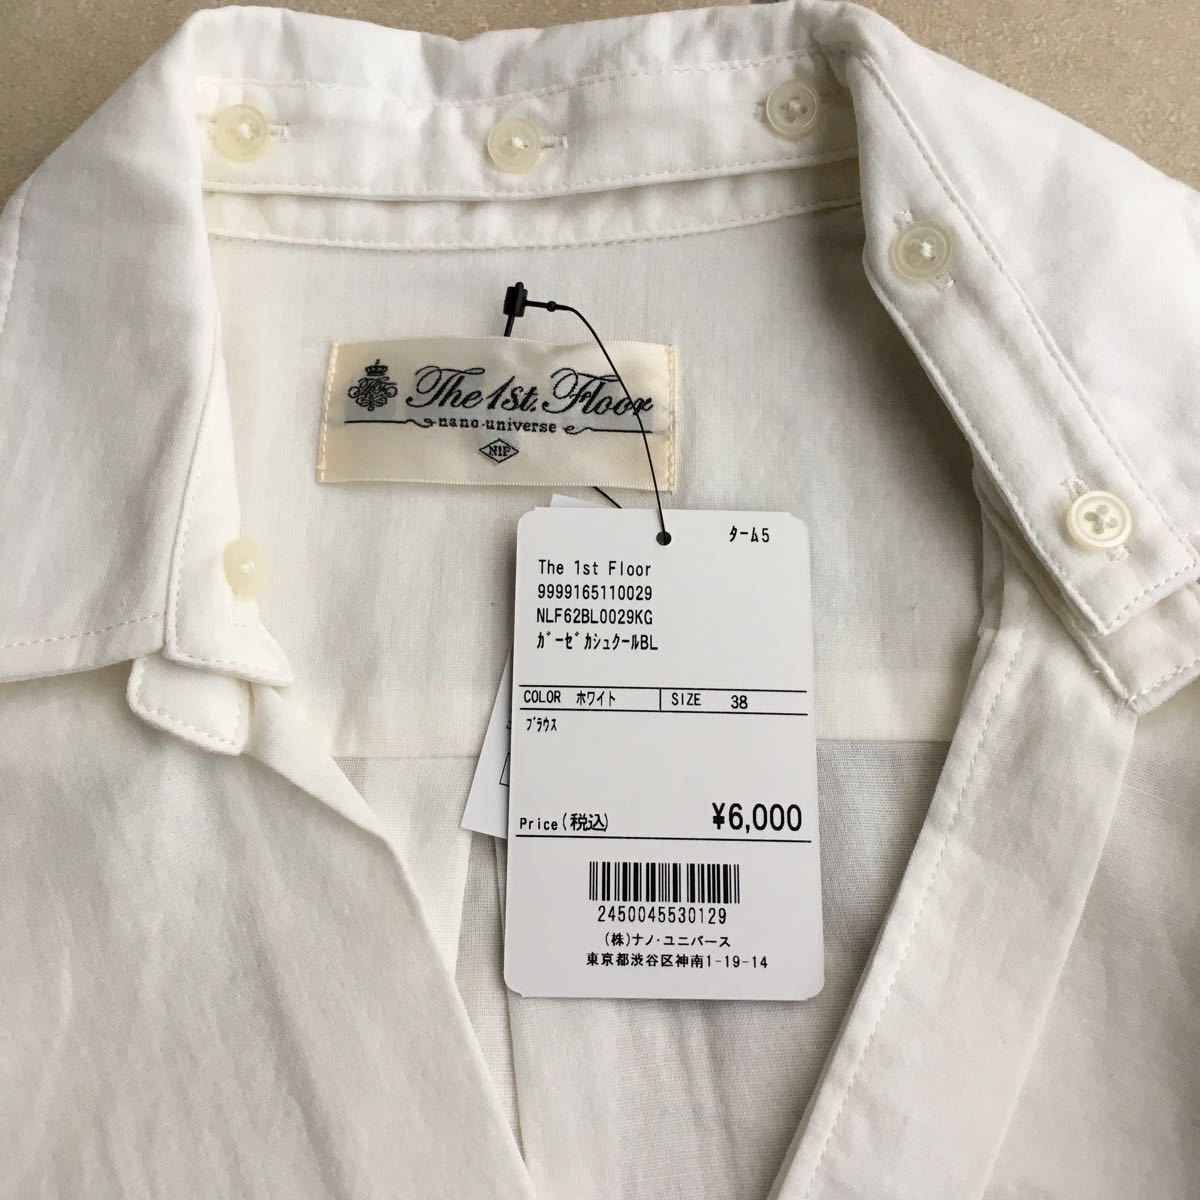 The 1st. Floor
nano・universe
N1F
ターム5
The 1st Floor
9999165110029
NLF62BL0029KG
ガーゼカシュクールBL
COLOR ホワイト SIZE 38
ブラウス
Price(税込) ¥6,000
2450045530129
(株)ナノ・ユニバース
東京都渋谷区神南1-19-14